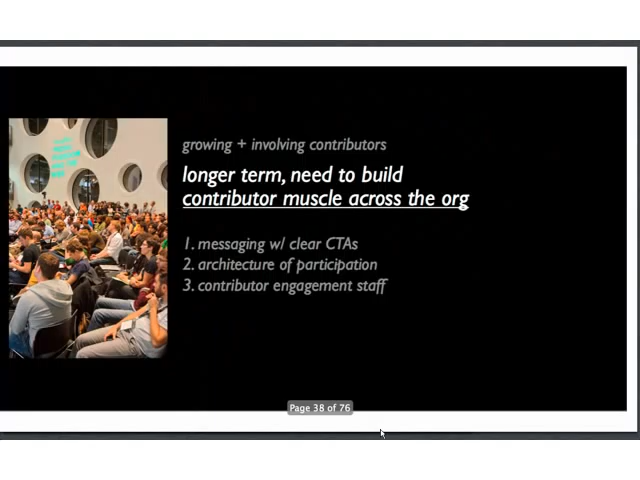 growing + involving contributors
longer term, need to build
contributor muscle across the org
1. messaging w/ clear CTAs
2. architecture of participation
3. contributor engagement staff
Page 38 of 76